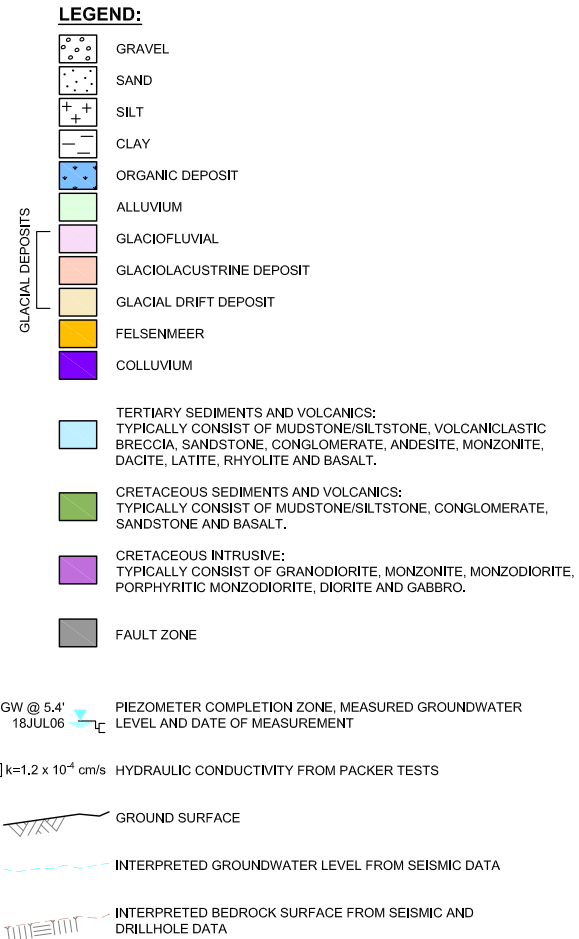 LEGEND:
GRAVEL
SAND
SILT
CLAY
ORGANIC DEPOSIT
ALLUVIUM
GLACIAL DEPOSITS
GLACIOFLUVIAL
GLACIOLACUSTRINE DEPOSIT
GLACIAL DRIFT DEPOSIT
FELSENMEER
COLLUVIUM
TERTIARY SEDIMENTS AND VOLCANICS:
TYPICALLY CONSIST OF MUDSTONE/SILTSTONE, VOLCANICLASTIC
BRECCIA, SANDSTONE, CONGLOMERATE, ANDESITE, MONZONITE,
DACITE, LATITE, RHYOLITE AND BASALT.
CRETACEOUS SEDIMENTS AND VOLCANICS:
TYPICALLY CONSIST OF MUDSTONE/SILTSTONE, CONGLOMERATE,
SANDSTONE AND BASALT.
CRETACEOUS INTRUSIVE:
TYPICALLY CONSIST OF GRANODIORITE, MONZONITE, MONZODIORITE,
PORPHYRITIC MONZODIORITE, DIORITE AND GABBRO.
FAULT ZONE
GW @ 5.4'
18JUL06
PIEZOMETER COMPLETION ZONE, MEASURED GROUNDWATER
LEVEL AND DATE OF MEASUREMENT
k=1.2 x 10⁻⁴ cm/s HYDRAULIC CONDUCTIVITY FROM PACKER TESTS
GROUND SURFACE
INTERPRETED GROUNDWATER LEVEL FROM SEISMIC DATA
INTERPRETED BEDROCK SURFACE FROM SEISMIC AND
DRILLHOLE DATA